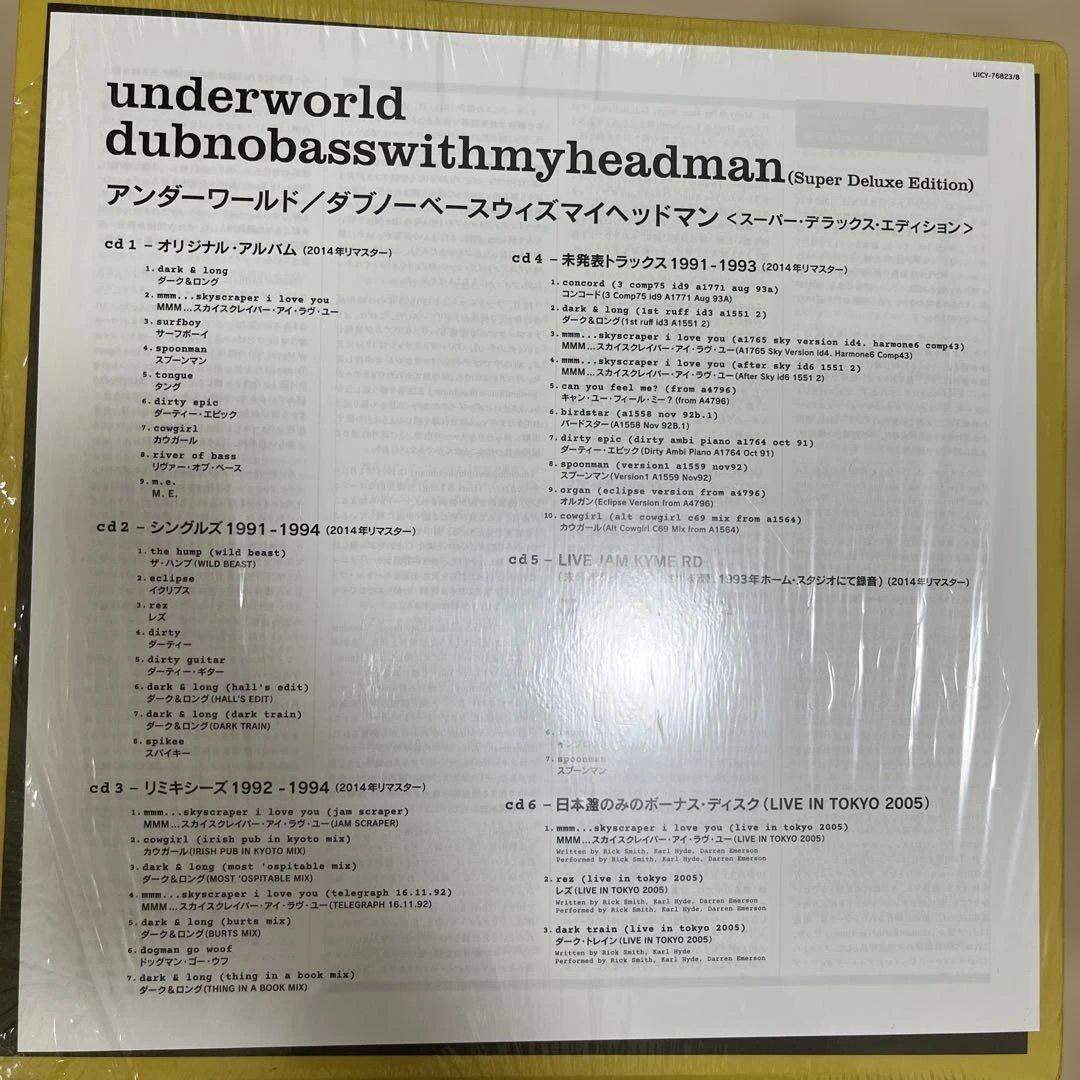 UICY-76823/8
underworld
dubnobasswithmyheadman (Super Deluxe Edition)
アンダーワールド／ダブノーベースウィズマイヘッドマン＜スーパー・デラックス・エディション＞
cd1 – オリジナル・アルバム (2014年リマスター)
1. dark & long
ダーク＆ロング
2. mmm...skyscraper i love you
MMM...スカイスクレイパー・アイ・ラヴ・ユー
3. surfboy
サーフボーイ
4. spoonman
スプーンマン
5. tongue
タング
6. dirty epic
ダーティー・エピック
7. cowgirl
カウガール
8. river of bass
リヴァー・オブ・ベース
9. m.e.
M. E.
cd2 – シングルズ 1991-1994 (2014年リマスター)
1. the hump (wild beast)
ザ・ハンプ(WILD BEAST)
2. eclipse
イクリプス
3. rez
レズ
4. dirty
ダーティー
5. dirty guitar
ダーティー・ギター
6. dark & long (hall's edit)
ダーク＆ロング(HALL'S EDIT)
7. dark & long (dark train)
ダーク＆ロング(DARK TRAIN)
8. spikee
スパイキー
cd3 – リミキシーズ 1992-1994 (2014年リマスター)
1. mmm...skyscraper i love you (jam scraper)
MMM...スカイスクレイパー・アイ・ラヴ・ユー(JAM SCRAPER)
2. cowgirl (irish pub in kyoto mix)
カウガール(IRISH PUB IN KYOTO MIX)
3. dark & long (most 'ospitable mix)
ダーク＆ロング(MOST 'OSPITABLE MIX)
4. mmm...skyscraper i love you (telegraph 16.11.92)
MMM...スカイスクレイパー・アイ・ラヴ・ユー(TELEGRAPH 16.11.92)
5. dark & long (burts mix)
ダーク＆ロング(BURTS MIX)
6. dogman go woof
ドッグマン・ゴー・ウフ
7. dark & long (thing in a book mix)
ダーク＆ロング(THING IN A BOOK MIX)
cd4 – 未発表トラックス 1991-1993 (2014年リマスター)
1. concord (3 comp75 id9 a1771 aug 93a)
コンコード(3 Comp75 id9 A1771 Aug 93A)
2. dark & long (1st ruff id3 a1551 2)
ダーク＆ロング(1st ruff id3 A1551 2)
3. mmm...skyscraper i love you (a1765 sky version id4. harmone6 comp43)
MMM...スカイスクレイパー・アイ・ラヴ・ユー(A1765 Sky Version id4. Harmone6 Comp43)
4. mmm...skyscraper i love you (after sky id6 1551 2)
MMM...スカイスクレイパー・アイ・ラヴ・ユー(After Sky id6 1551 2)
5. can you feel me? (from a4796)
キャン・ユー・フィール・ミー？(from A4796)
6. birdstar (a1558 nov 92b.1)
バードスター(A1558 Nov 92B.1)
7. dirty epic (dirty ambi piano a1764 oct 91)
ダーティー・エピック(Dirty Ambi Piano A1764 Oct 91)
8. spoonman (version1 a1559 nov92)
スプーンマン(Version1 A1559 Nov92)
9. organ (eclipse version from a4796)
オルガン(Eclipse Version from A4796)
10. cowgirl (alt cowgirl c69 mix from a1564)
カウガール(Alt Cowgirl C69 Mix from A1564)
cd5 – LIVE JAM KYME RD
1993年ホーム・スタジオにて録音) (2014年リマスター)
6.
7. spoonman
スプーンマン
cd6 – 日本盤のみのボーナス・ディスク (LIVE IN TOKYO 2005)
1. mmm...skyscraper i love you (live in tokyo 2005)
MMM...スカイスクレイパー・アイ・ラヴ・ユー(LIVE IN TOKYO 2005)
Written by Rick Smith, Karl Hyde, Darren Emerson
Performed by Rick Smith, Karl Hyde, Darren Emerson
2. rez (live in tokyo 2005)
レズ(LIVE IN TOKYO 2005)
Written by Rick Smith, Karl Hyde, Darren Emerson
Performed by Rick Smith, Karl Hyde, Darren Emerson
3. dark train (live in tokyo 2005)
ダーク・トレイン(LIVE IN TOKYO 2005)
Written by Rick Smith, Karl Hyde
Performed by Rick Smith, Karl Hyde, Darren Emerson